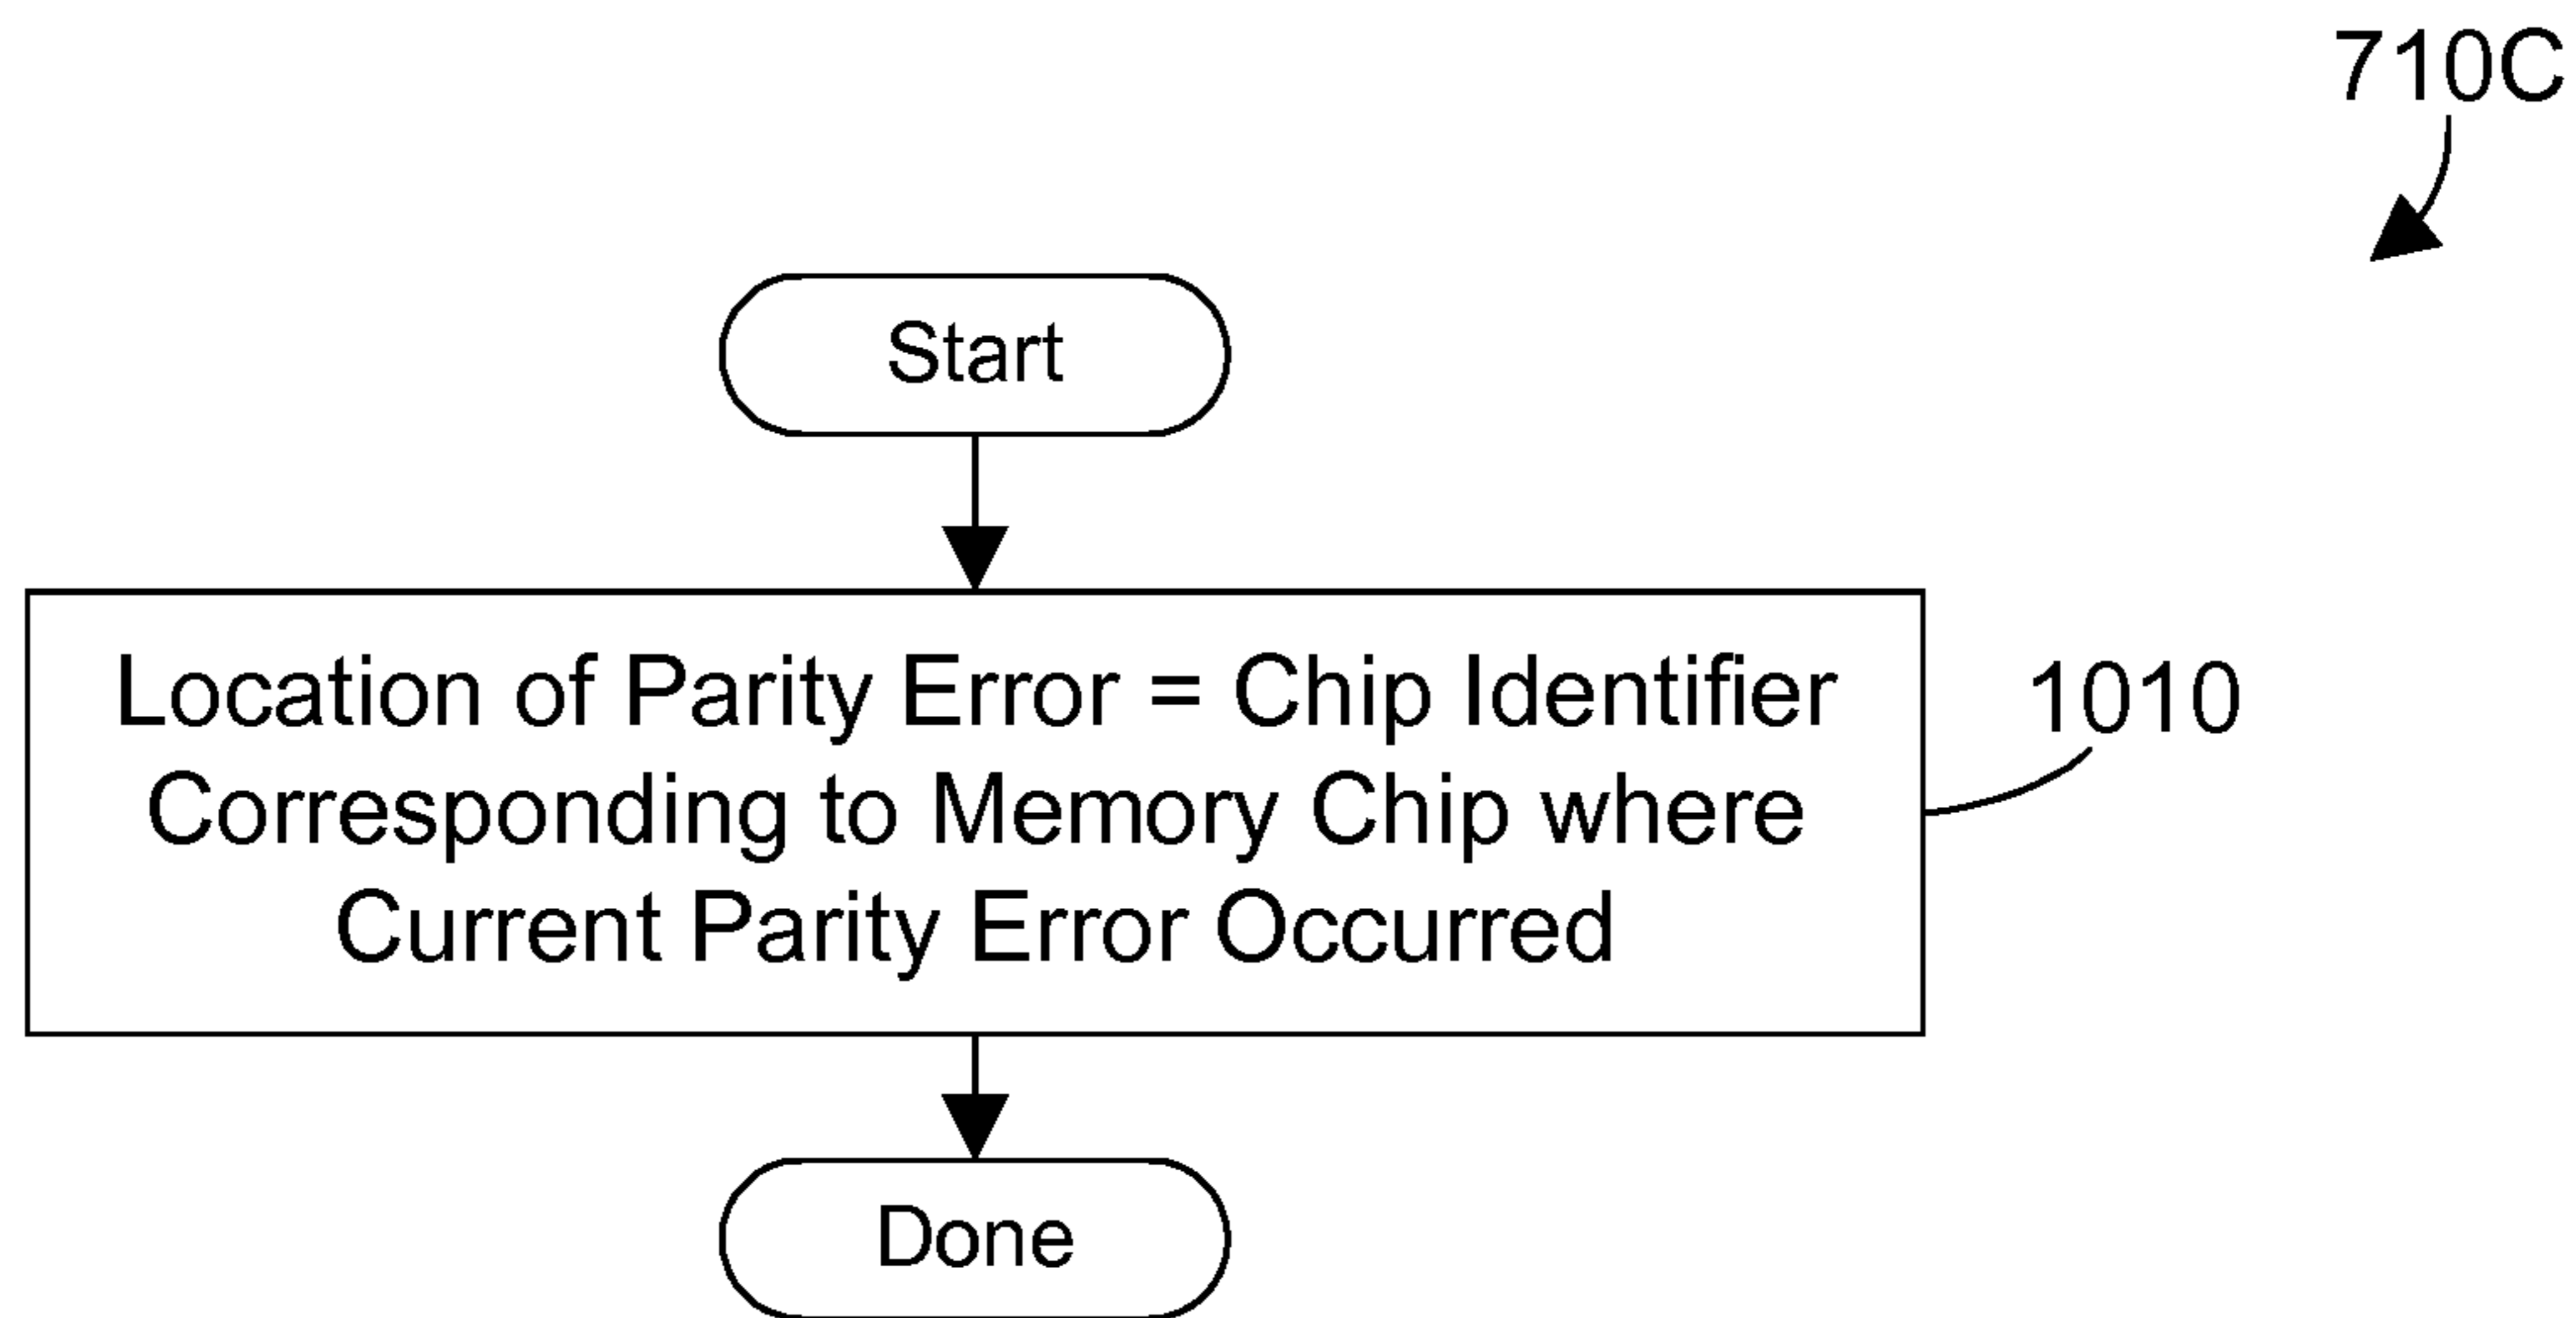 710C
Start
Location of Parity Error = Chip Identifier
Corresponding to Memory Chip where
Current Parity Error Occurred
1010
Done